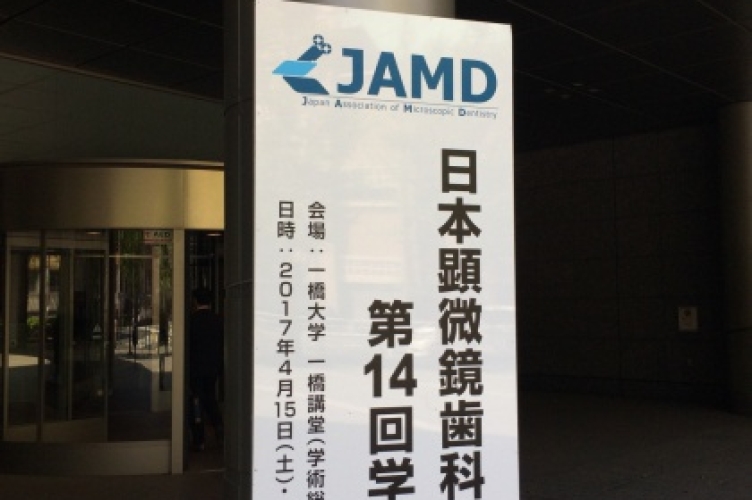 JAMD
Japan Association of Microscopic Dentistry
日本顕微鏡歯科
第14回学
会場：一橋大学 一橋講堂（学術総
日時：2017年4月15日（土）・